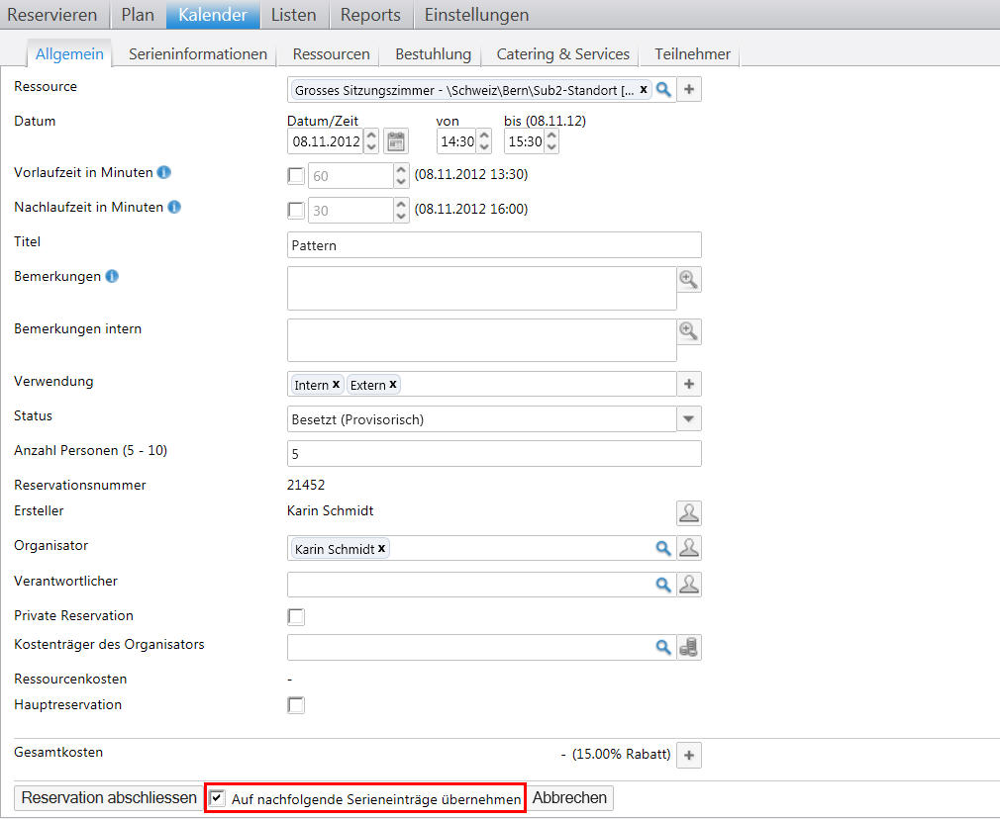 Reservieren Plan Kalender Listen Reports Einstellungen
Allgemein Serieninformationen Ressourcen Bestuhlung Catering & Services Teilnehmer
Ressource Grosses Sitzungszimmer - \Schweiz\Bern\Sub2-Standort [... x +
Datum Datum/Zeit von bis (08.11.12)
08.11.2012 14:30 15:30
Vorlaufzeit in Minuten i 60 (08.11.2012 13:30)
Nachlaufzeit in Minuten i 30 (08.11.2012 16:00)
Titel Pattern
Bemerkungen i
Bemerkungen intern
Verwendung Intern x Extern x +
Status Besetzt (Provisorisch)
Anzahl Personen (5 - 10) 5
Reservationsnummer 21452
Ersteller Karin Schmidt
Organisator Karin Schmidt x
Verantwortlicher
Private Reservation
Kostenträger des Organisators
Ressourcenkosten -
Hauptreservation
Gesamtkosten - (15.00% Rabatt) +
Reservation abschliessen Auf nachfolgende Serieneinträge übernehmen Abbrechen